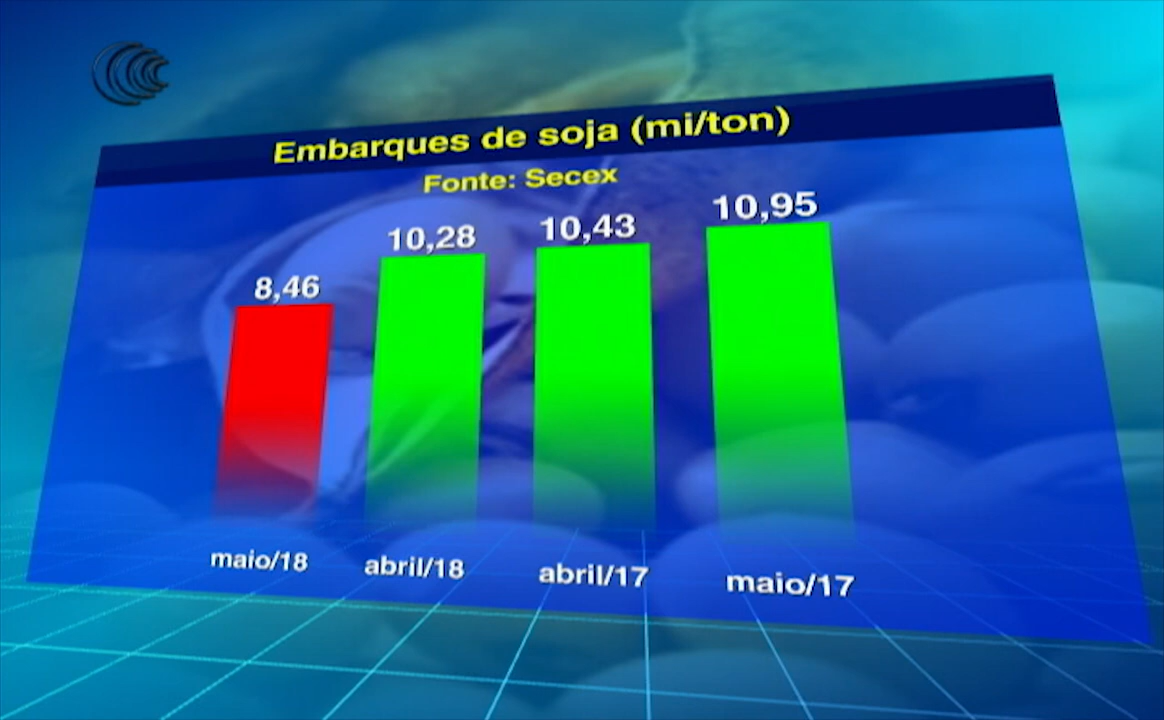 Embarques de soja (mi/ton)
Fonte: Secex
8,46
10,28
10,43
10,95
maio/18
abril/18
abril/17
maio/17